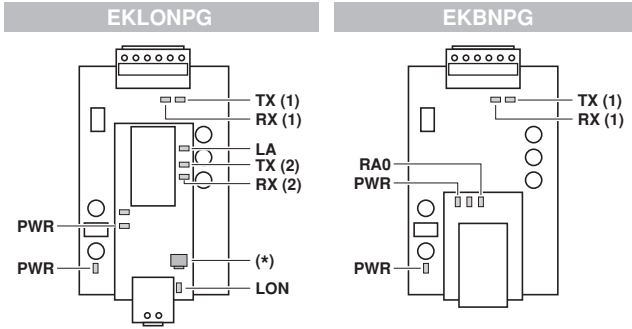 EKLONPG
TX (1)
RX (1)
LA
TX (2)
RX (2)
PWR
PWR
(*)
LON
EKBNPG
TX (1)
RX (1)
RA0
PWR
PWR